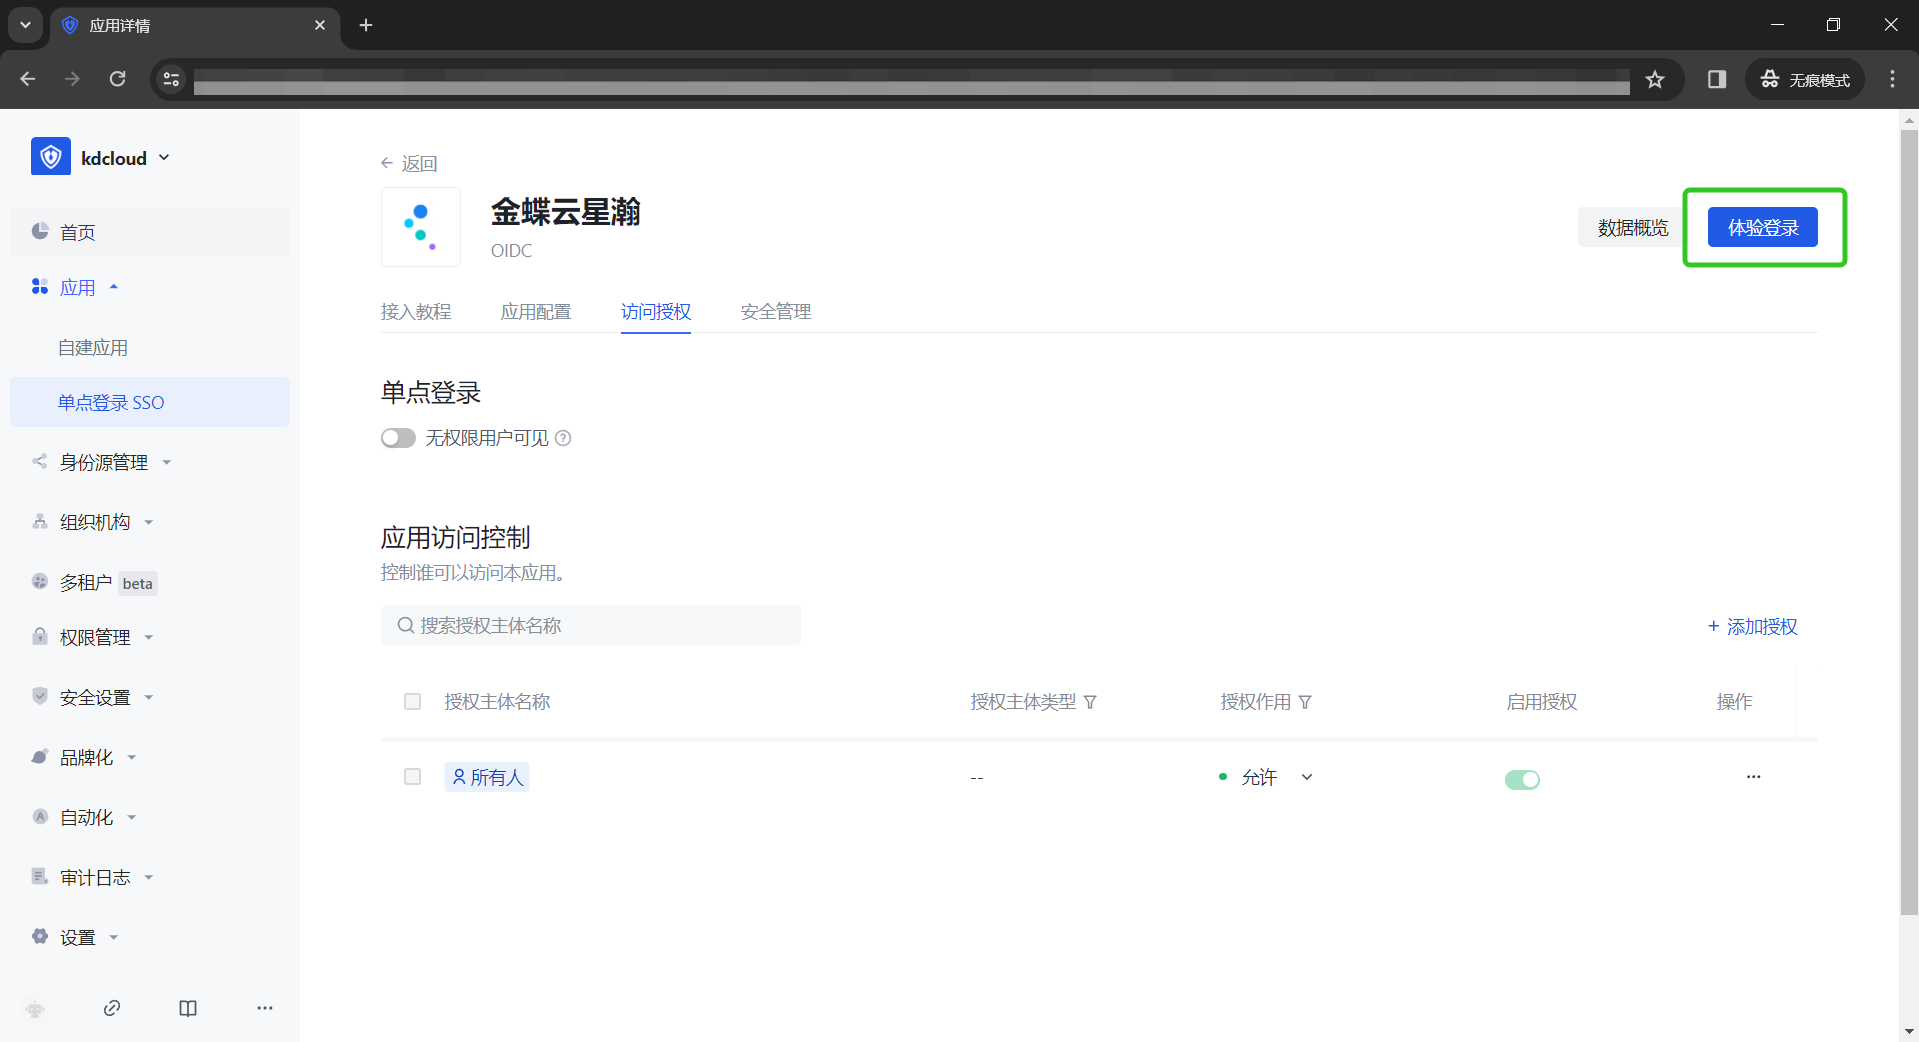 应用详情
无痕模式
kdcloud
首页
应用
自建应用
单点登录 SSO
身份源管理
组织机构
多租户 beta
权限管理
安全设置
品牌化
自动化
审计日志
设置
返回
金蝶云星瀚
OIDC
数据概览
体验登录
接入教程
应用配置
访问授权
安全管理
单点登录
无权限用户可见
应用访问控制
控制谁可以访问本应用。
搜索授权主体名称
+ 添加授权
授权主体名称
授权主体类型
授权作用
启用授权
操作
所有人
--
允许